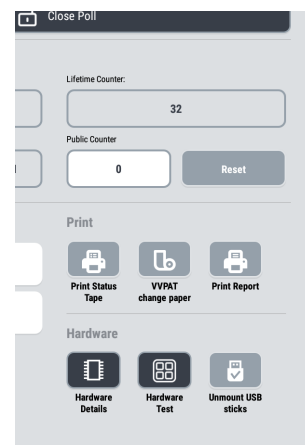 Close Poll
Lifetime Counter:
32
Public Counter
0
Reset
Print
Print Status
Tape
VVPAT
change paper
Print Report
Hardware
Hardware
Details
Hardware
Test
Unmount USB
sticks